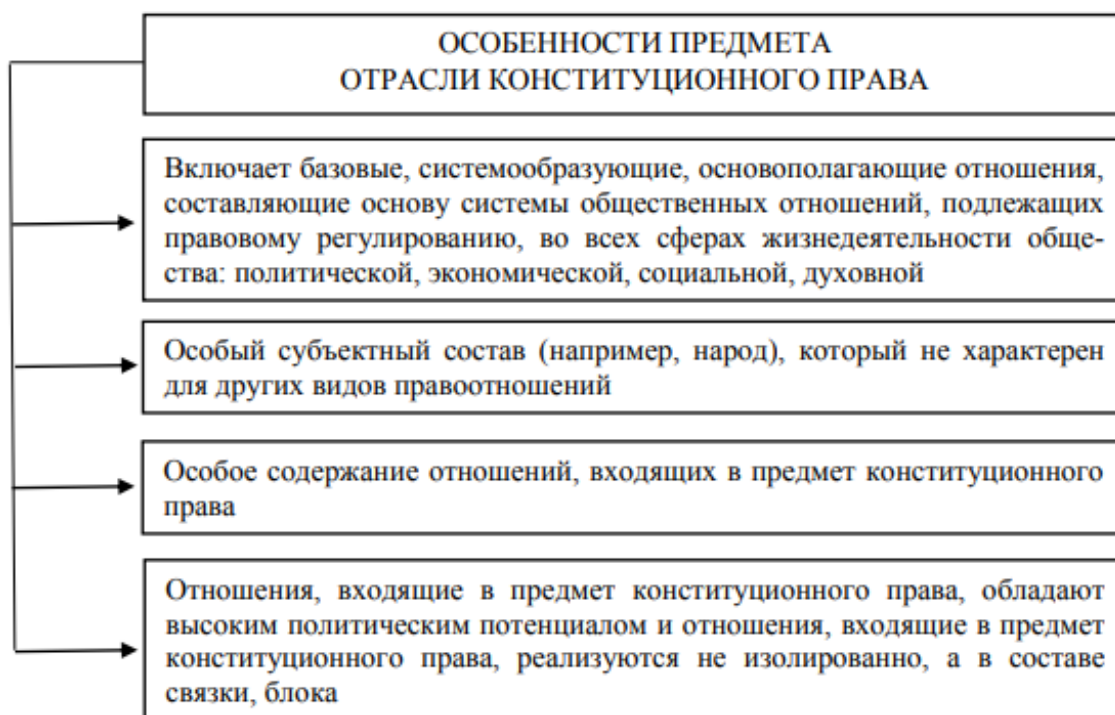 ОСОБЕННОСТИ ПРЕДМЕТА
ОТРАСЛИ КОНСТИТУЦИОННОГО ПРАВА
Включает базовые, системообразующие, основополагающие отношения,
составляющие основу системы общественных отношений, подлежащих
правовому регулированию, во всех сферах жизнедеятельности обще-
ства: политической, экономической, социальной, духовной
Особый субъектный состав (например, народ), который не характерен
для других видов правоотношений
Особое содержание отношений, входящих в предмет конституционного
права
Отношения, входящие в предмет конституционного права, обладают
высоким политическим потенциалом и отношения, входящие в предмет
конституционного права, реализуются не изолированно, а в составе
связки, блока